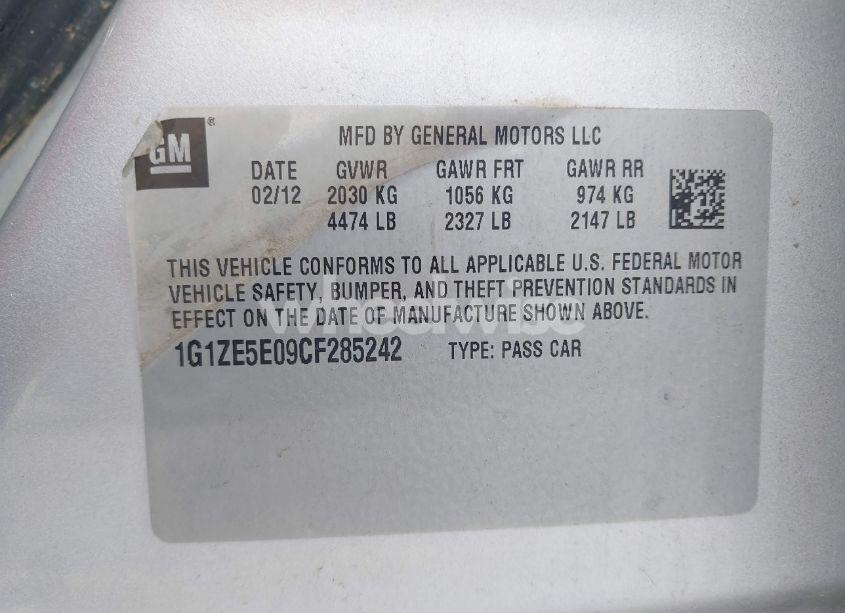 GM®
MFD BY GENERAL MOTORS LLC
DATE GVWR GAWR FRT GAWR RR
02/12 2030 KG 1056 KG 974 KG
4474 LB 2327 LB 2147 LB
THIS VEHICLE CONFORMS TO ALL APPLICABLE U.S. FEDERAL MOTOR
VEHICLE SAFETY, BUMPER, AND THEFT PREVENTION STANDARDS IN
EFFECT ON THE DATE OF MANUFACTURE SHOWN ABOVE.
wheelwise
1G1ZE5E09CF285242 TYPE: PASS CAR